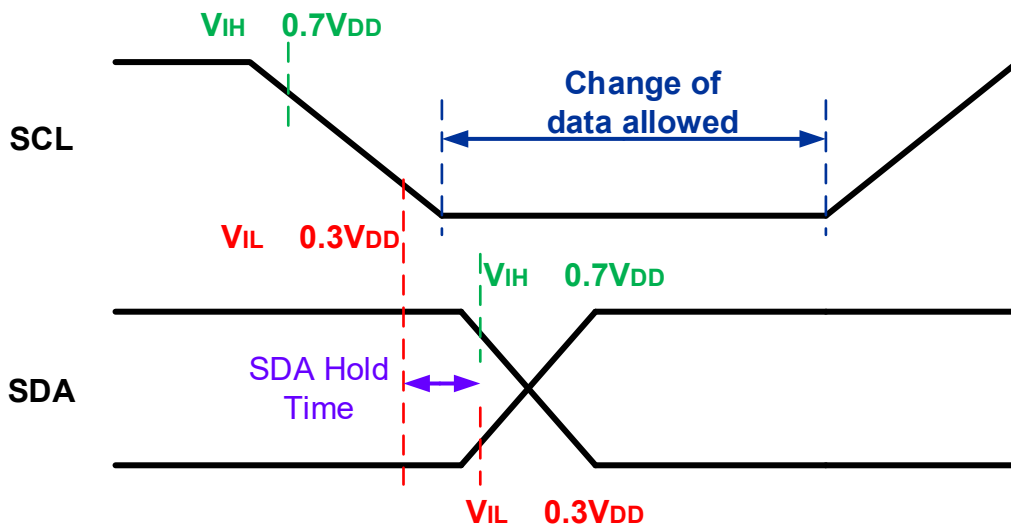 VIH 0.7VDD
Change of
data allowed
SCL
VIL 0.3VDD
VIH 0.7VDD
SDA Hold
Time
SDA
VIL 0.3VDD